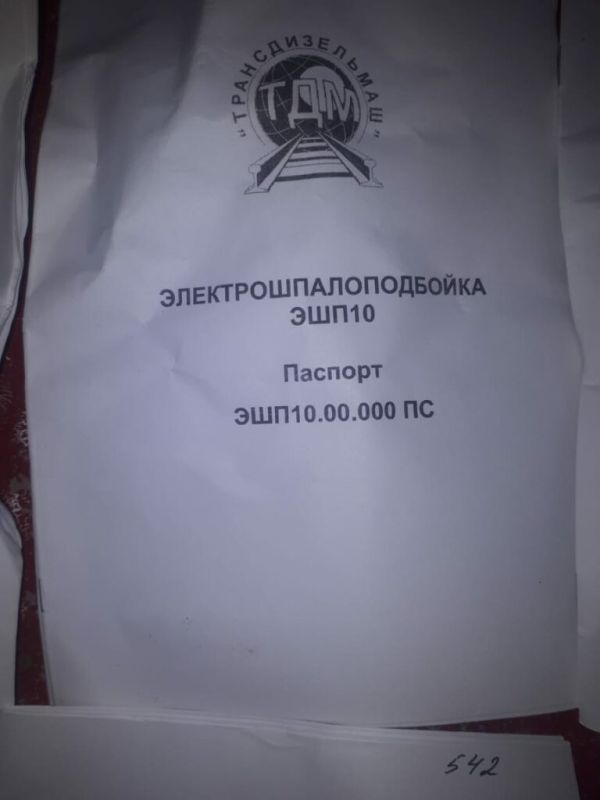 "ТРАНСДИЗЕЛЬМАШ"
ТДМ
ЭЛЕКТРОШПАЛОПОДБОЙКА
ЭШП10
Паспорт
ЭШП10.00.000 ПС
542